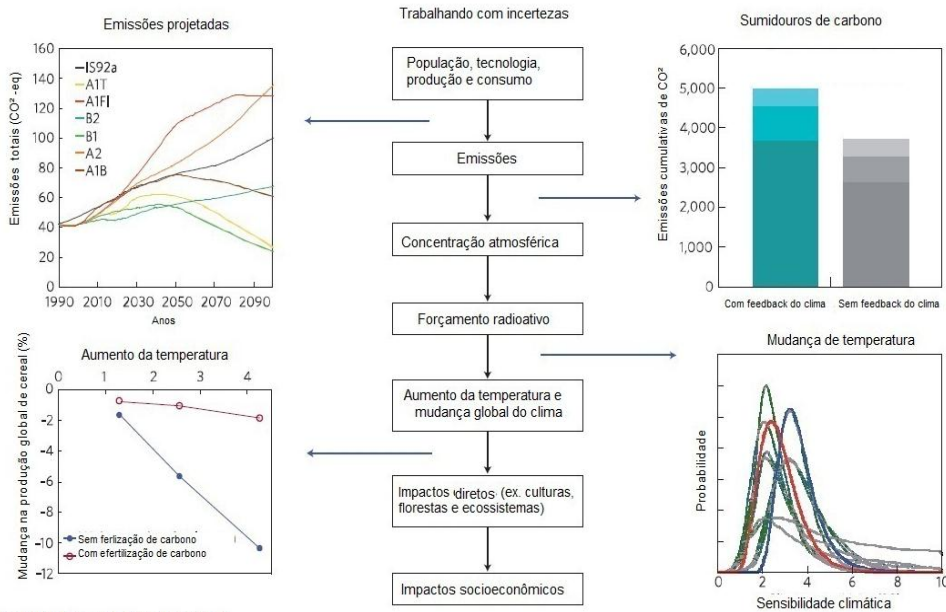 Emissões projetadas
Emissões totais (CO² -eq)
160
140
120
100
80
60
40
20
0
IS92a
A1T
A1FI
B2
B1
A2
A1B
1990 2010 2030 2050 2070 2090
Anos
Trabalhando com incertezas
População, tecnologia,
produção e consumo
Emissões
Concentração atmosférica
Forçamento radioativo
Aumento da temperatura e
mudança global do clima
Impactos diretos (ex. culturas,
florestas e ecossistemas)
Impactos socioeconômicos
Sumidouros de carbono
Emissões cumulativas de CO²
6,000
5,000
4,000
3,000
2,000
1,000
0
Com feedback do clima Sem feedback do clima
Aumento da temperatura
0 1 2 3 4
Mudança na produção global de cereal (%)
0
−2
−4
−6
−8
−10
−12
Sem ferlização de carbono
Com efertilização de carbono
Mudança de temperatura
Probabilidade
0 2 4 6 8 10
Sensibilidade climática